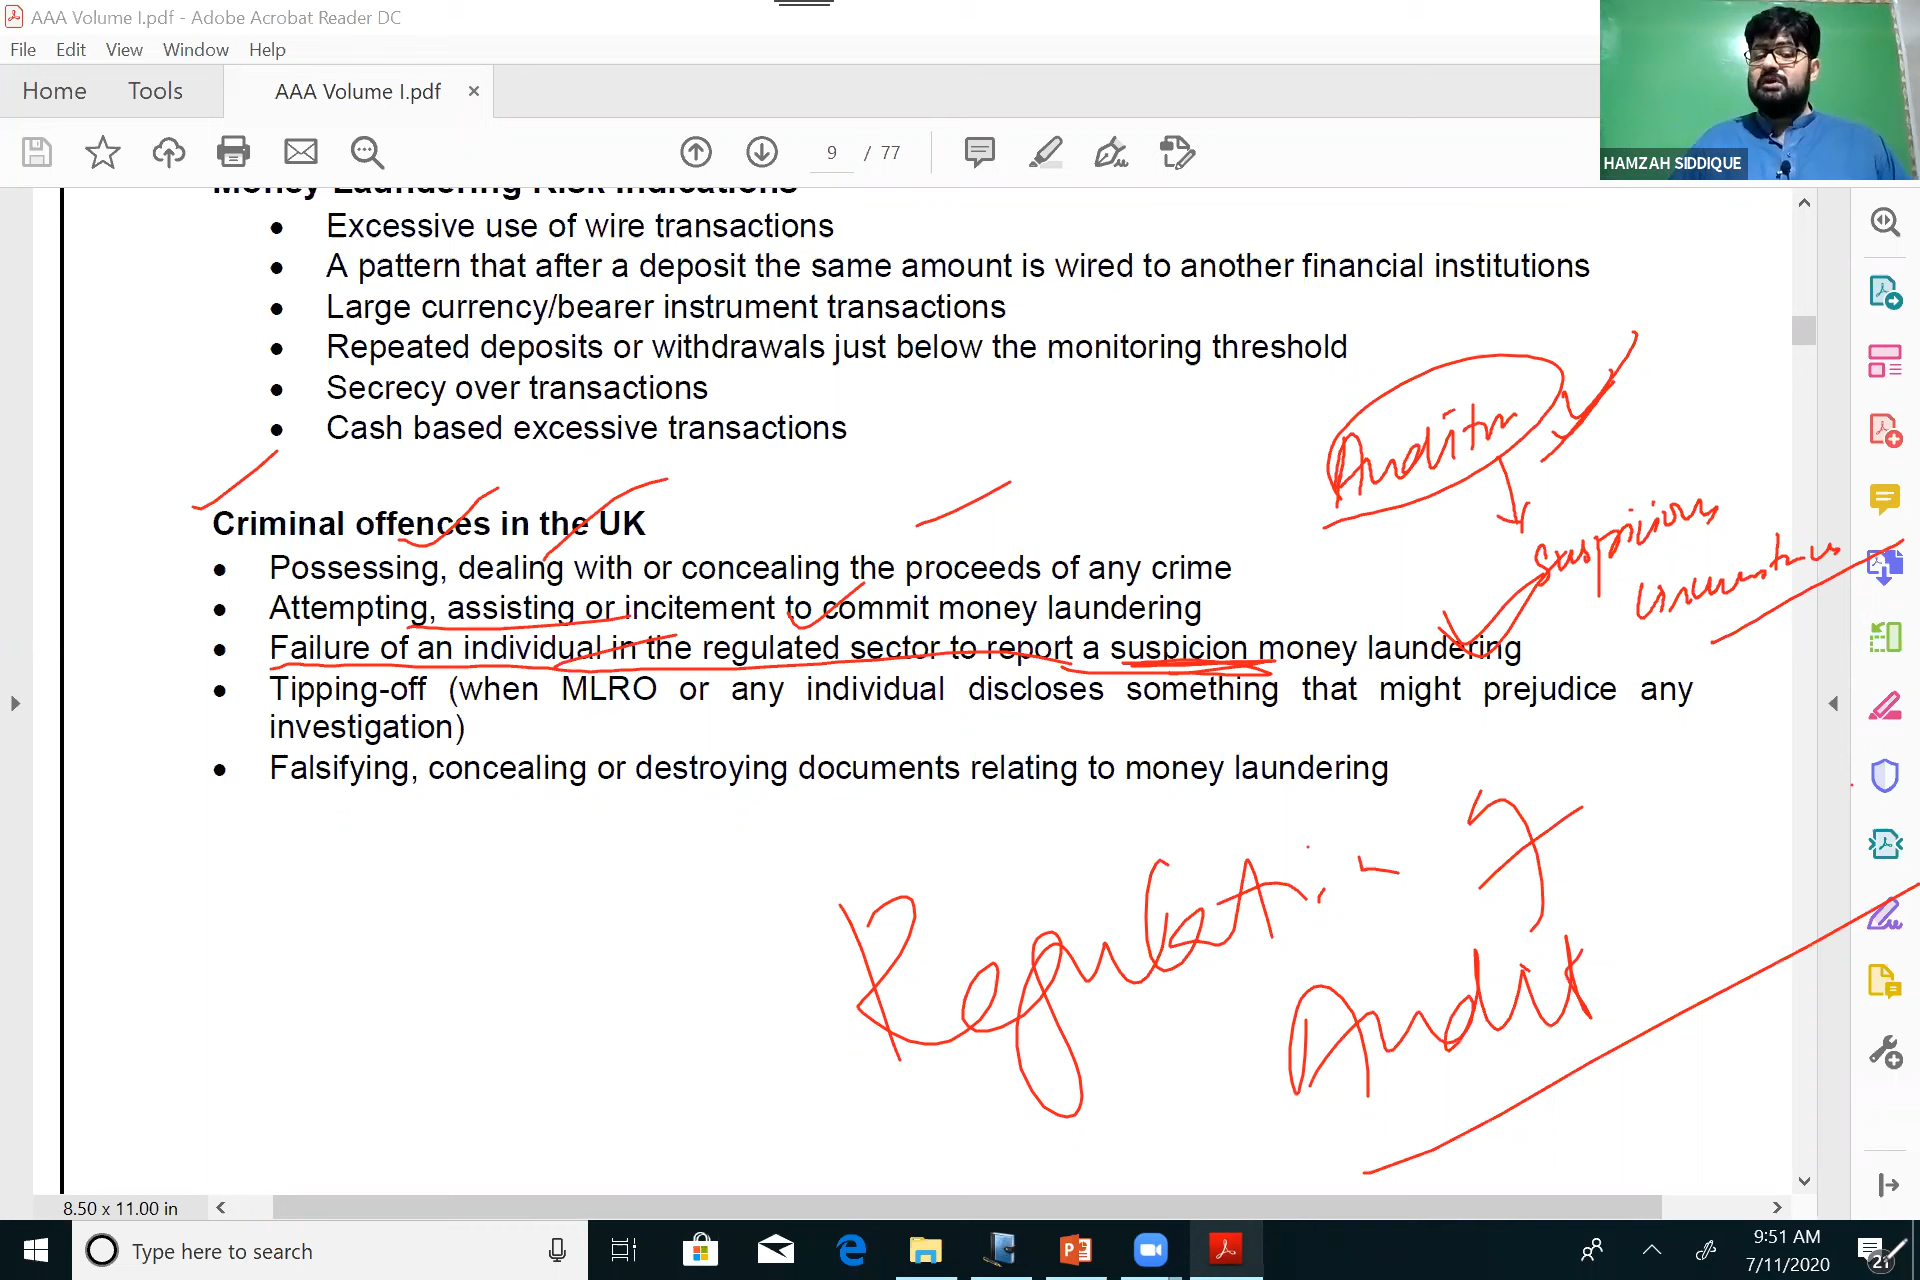 AAA Volume I.pdf - Adobe Acrobat Reader DC
File Edit View Window Help
Home Tools AAA Volume I.pdf ×
9 / 77
HAMZAH SIDDIQUE
Money Laundering Risk Indications
• Excessive use of wire transactions
• A pattern that after a deposit the same amount is wired to another financial institutions
• Large currency/bearer instrument transactions
• Repeated deposits or withdrawals just below the monitoring threshold
• Secrecy over transactions
• Cash based excessive transactions
Auditor
Suspicious
Criminal offences in the UK
• Possessing, dealing with or concealing the proceeds of any crime
• Attempting, assisting or incitement to commit money laundering
• Failure of an individual in the regulated sector to report a suspicion money laundering
• Tipping-off (when MLRO or any individual discloses something that might prejudice any
investigation)
• Falsifying, concealing or destroying documents relating to money laundering
Audit
8.50 x 11.00 in
Type here to search
9:51 AM
7/11/2020
21